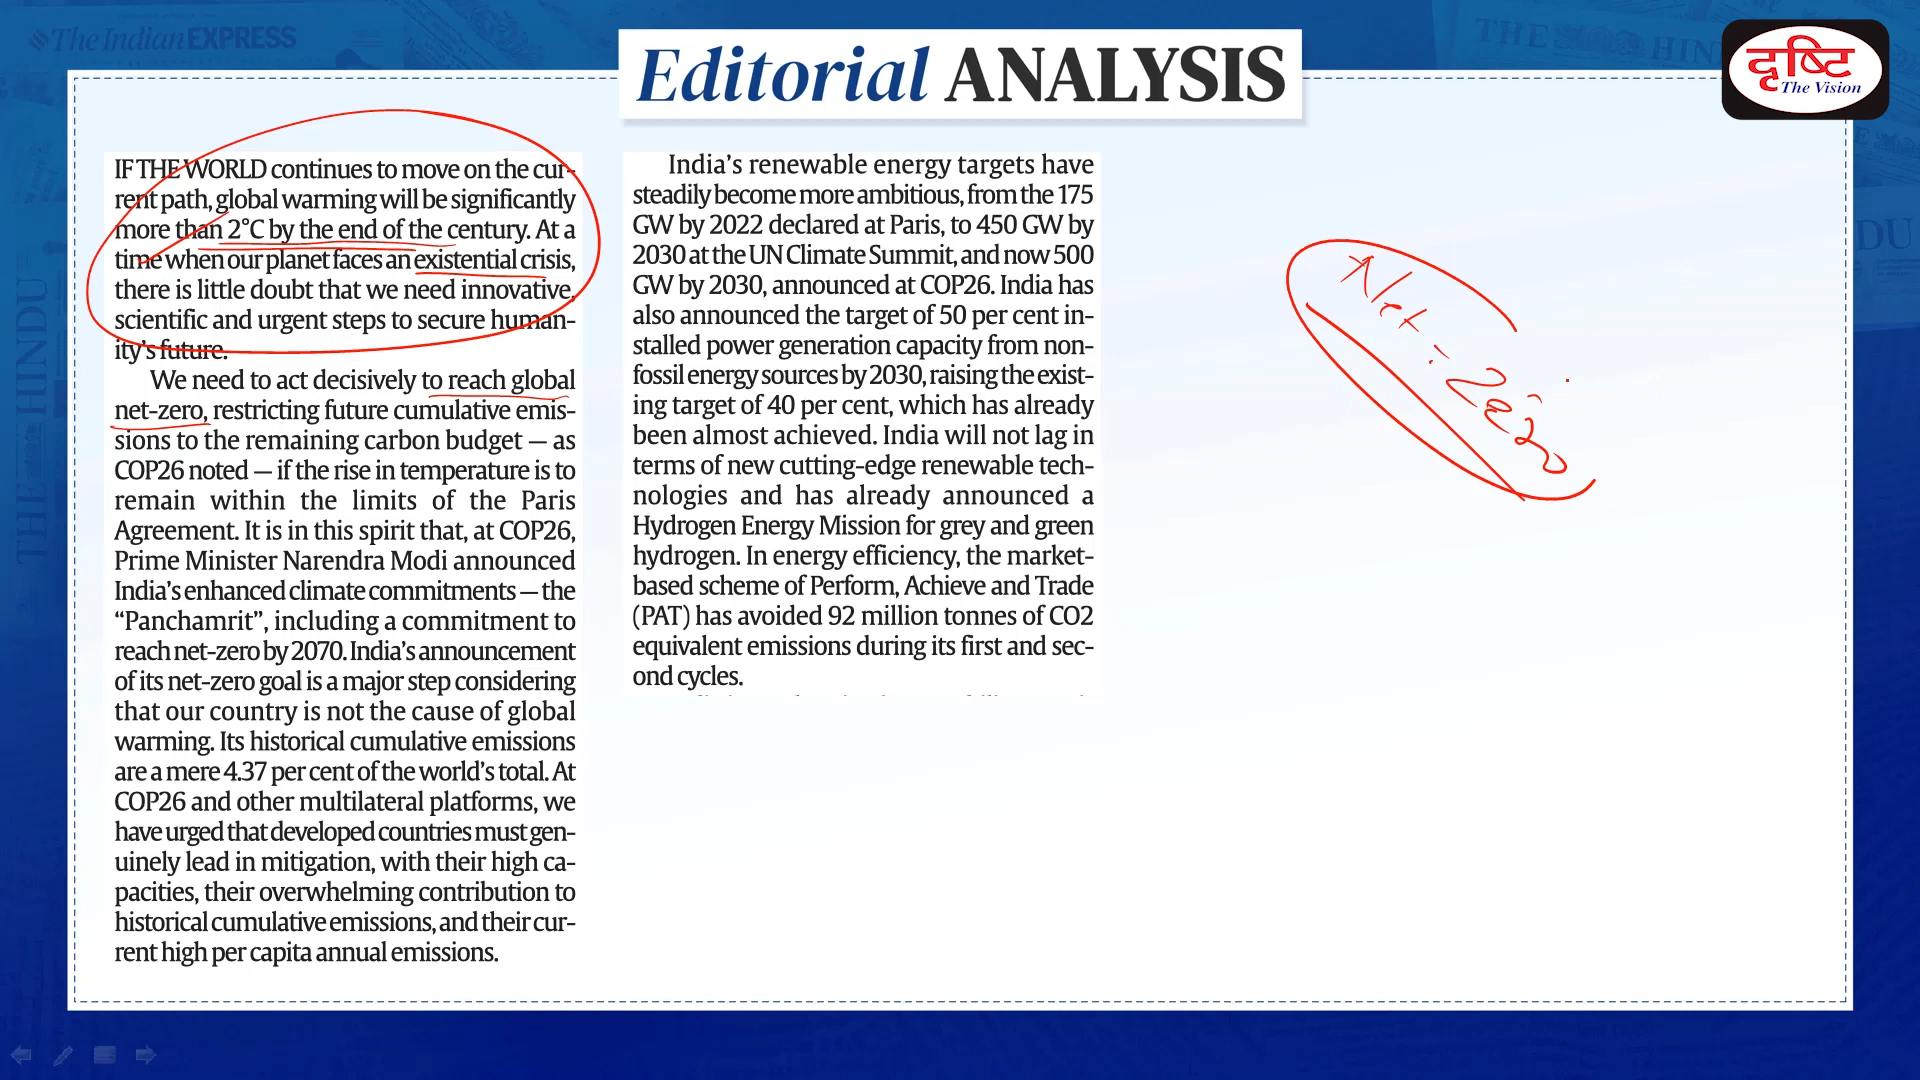 The Indian EXPRESS
THE HINDU
Editorial ANALYSIS
दृष्टि
The Vision
IF THE WORLD continues to move on the cur-
rent path, global warming will be significantly
more than 2°C by the end of the century. At a
time when our planet faces an existential crisis,
there is little doubt that we need innovative,
scientific and urgent steps to secure human-
ity's future.
We need to act decisively to reach global
net-zero, restricting future cumulative emis-
sions to the remaining carbon budget — as
COP26 noted — if the rise in temperature is to
remain within the limits of the Paris
Agreement. It is in this spirit that, at COP26,
Prime Minister Narendra Modi announced
India's enhanced climate commitments — the
“Panchamrit”, including a commitment to
reach net-zero by 2070. India's announcement
of its net-zero goal is a major step considering
that our country is not the cause of global
warming. Its historical cumulative emissions
are a mere 4.37 per cent of the world's total. At
COP26 and other multilateral platforms, we
have urged that developed countries must gen-
uinely lead in mitigation, with their high ca-
pacities, their overwhelming contribution to
historical cumulative emissions, and their cur-
rent high per capita annual emissions.
India's renewable energy targets have
steadily become more ambitious, from the 175
GW by 2022 declared at Paris, to 450 GW by
2030 at the UN Climate Summit, and now 500
GW by 2030, announced at COP26. India has
also announced the target of 50 per cent in-
stalled power generation capacity from non-
fossil energy sources by 2030, raising the exist-
ing target of 40 per cent, which has already
been almost achieved. India will not lag in
terms of new cutting-edge renewable tech-
nologies and has already announced a
Hydrogen Energy Mission for grey and green
hydrogen. In energy efficiency, the market-
based scheme of Perform, Achieve and Trade
(PAT) has avoided 92 million tonnes of CO2
equivalent emissions during its first and sec-
ond cycles.
Net-Zero